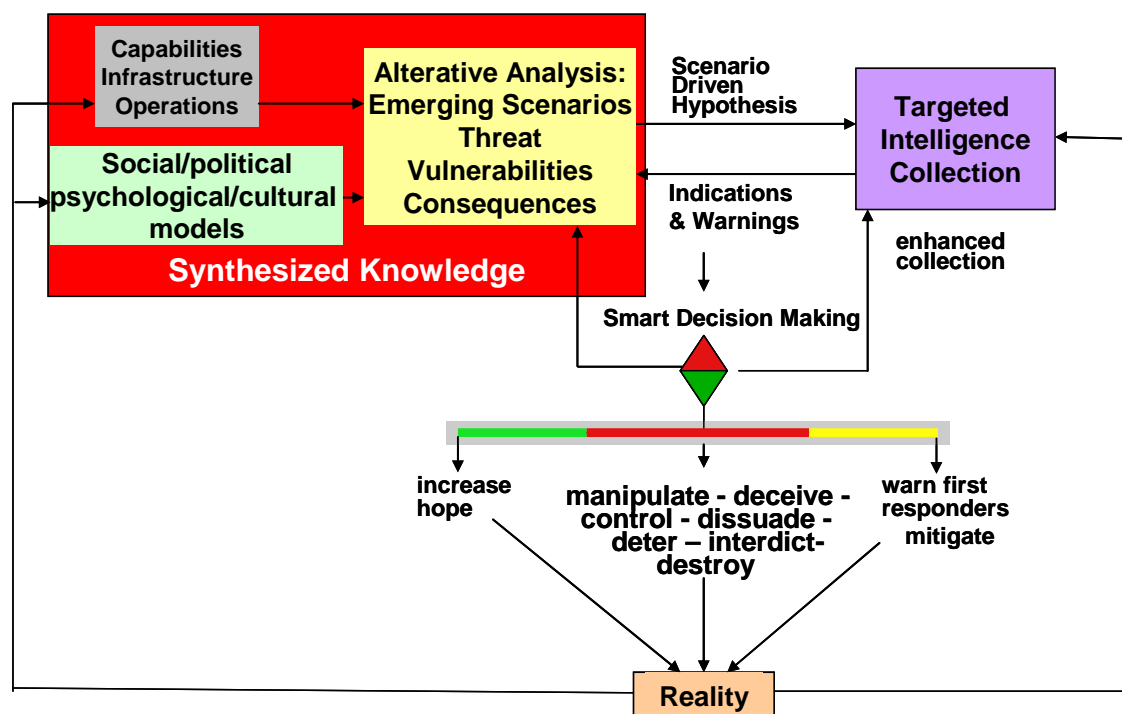 Capabilities
Infrastructure
Operations
Social/political
psychological/cultural
models
Alterative Analysis:
Emerging Scenarios
Threat
Vulnerabilities
Consequences
Synthesized Knowledge
Scenario
Driven
Hypothesis
Targeted
Intelligence
Collection
Indications
& Warnings
enhanced
collection
Smart Decision Making
increase
hope
manipulate - deceive -
control - dissuade -
deter – interdict-
destroy
warn first
responders
mitigate
Reality